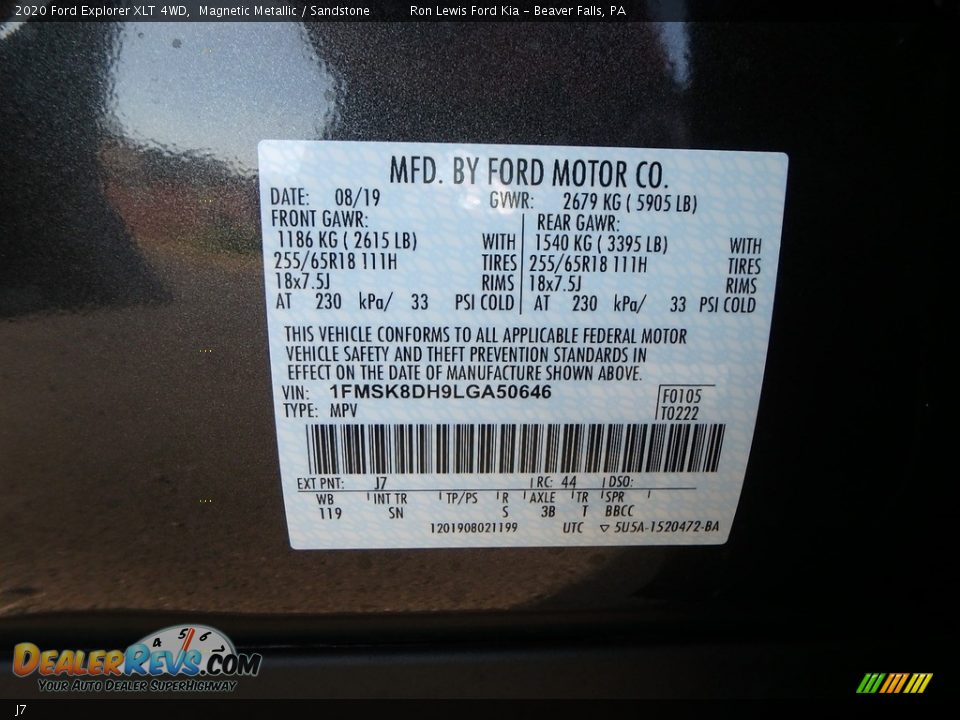 2020 Ford Explorer XLT 4WD, Magnetic Metallic / Sandstone Ron Lewis Ford Kia - Beaver Falls, PA
MFD. BY FORD MOTOR CO.
DATE: 08/19 GVWR: 2679 KG ( 5905 LB)
FRONT GAWR: REAR GAWR:
1186 KG ( 2615 LB) WITH 1540 KG ( 3395 LB) WITH
255/65R18 111H TIRES 255/65R18 111H TIRES
18x7.5J RIMS 18x7.5J RIMS
AT 230 kPa/ 33 PSI COLD AT 230 kPa/ 33 PSI COLD
THIS VEHICLE CONFORMS TO ALL APPLICABLE FEDERAL MOTOR
VEHICLE SAFETY AND THEFT PREVENTION STANDARDS IN
EFFECT ON THE DATE OF MANUFACTURE SHOWN ABOVE.
VIN: 1FMSK8DH9LGA50646 F0105
TYPE: MPV T0222
EXT PNT: J7 RC: 44 DSO:
WB INT TR TP/PS R AXLE TR SPR
119 SN S 3B T BBCC
1201908021199 UTC ▽ 5U5A-1520472-BA
4 5 6
DEALERREVS.COM
YOUR AUTO DEALER SUPERHIGHWAY
J7